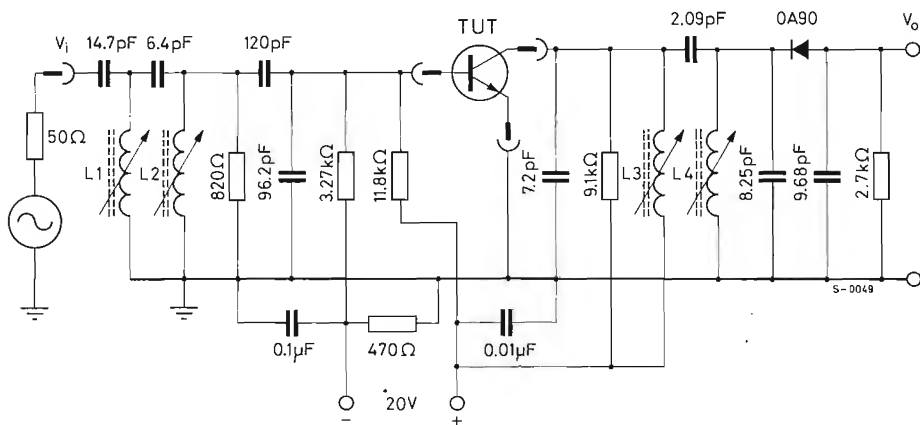 TUT
V_i
14.7pF
6.4pF
120pF
2.09pF
OA90
V_o
50Ω
L1
L2
820Ω
96.2pF
3.27kΩ
11.8kΩ
7.2pF
9.1kΩ
L3
L4
8.25pF
9.68pF
2.7kΩ
S-0049
0.1µF
470Ω
0.01µF
- 20V +